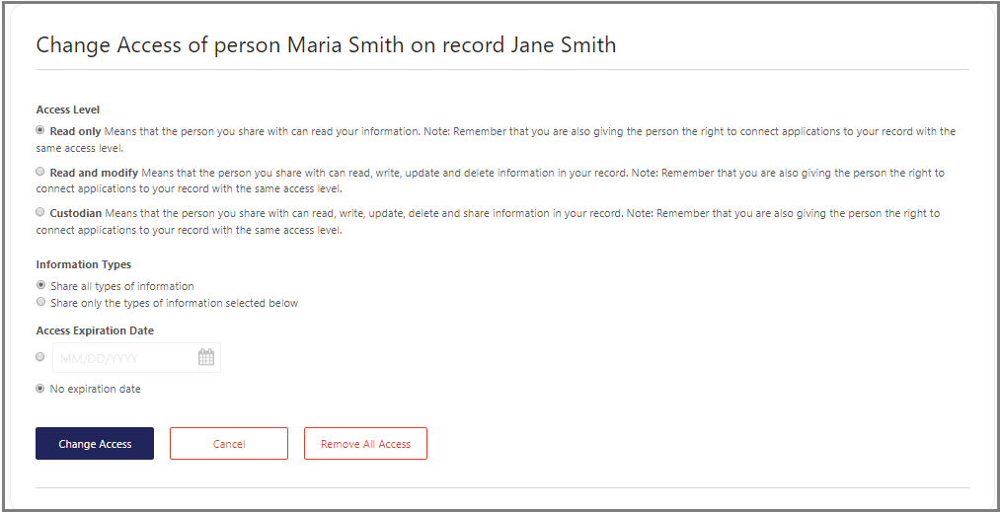 Change Access of person Maria Smith on record Jane Smith
Access Level
Read only Means that the person you share with can read your information. Note: Remember that you are also giving the person the right to connect applications to your record with the
same access level.
Read and modify Means that the person you share with can read, write, update and delete information in your record. Note: Remember that you are also giving the person the right to
connect applications to your record with the same access level.
Custodian Means that the person you share with can read, write, update, delete and share information in your record. Note: Remember that you are also giving the person the right to
connect applications to your record with the same access level.
Information Types
Share all types of information
Share only the types of information selected below
Access Expiration Date
MM/DD/YYYY
No expiration date
Change Access
Cancel
Remove All Access